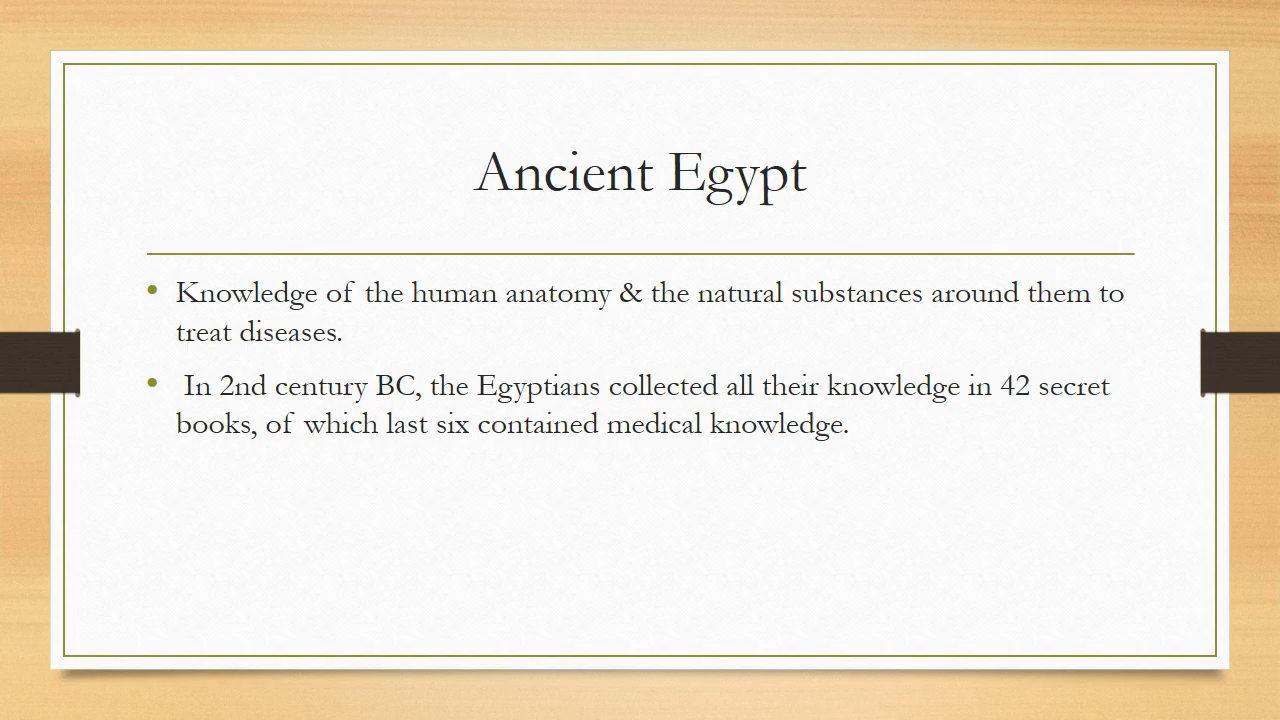 Ancient Egypt
• Knowledge of the human anatomy & the natural substances around them to
treat diseases.
• In 2nd century BC, the Egyptians collected all their knowledge in 42 secret
books, of which last six contained medical knowledge.